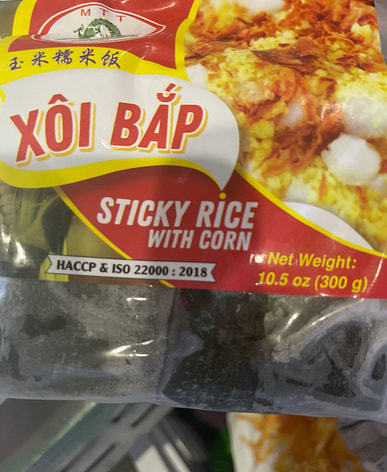 MTT
玉米糯米饭
XÔI BẮP
STICKY RICE
WITH CORN
HACCP & ISO 22000 : 2018
Net Weight:
10.5 oz (300 g)